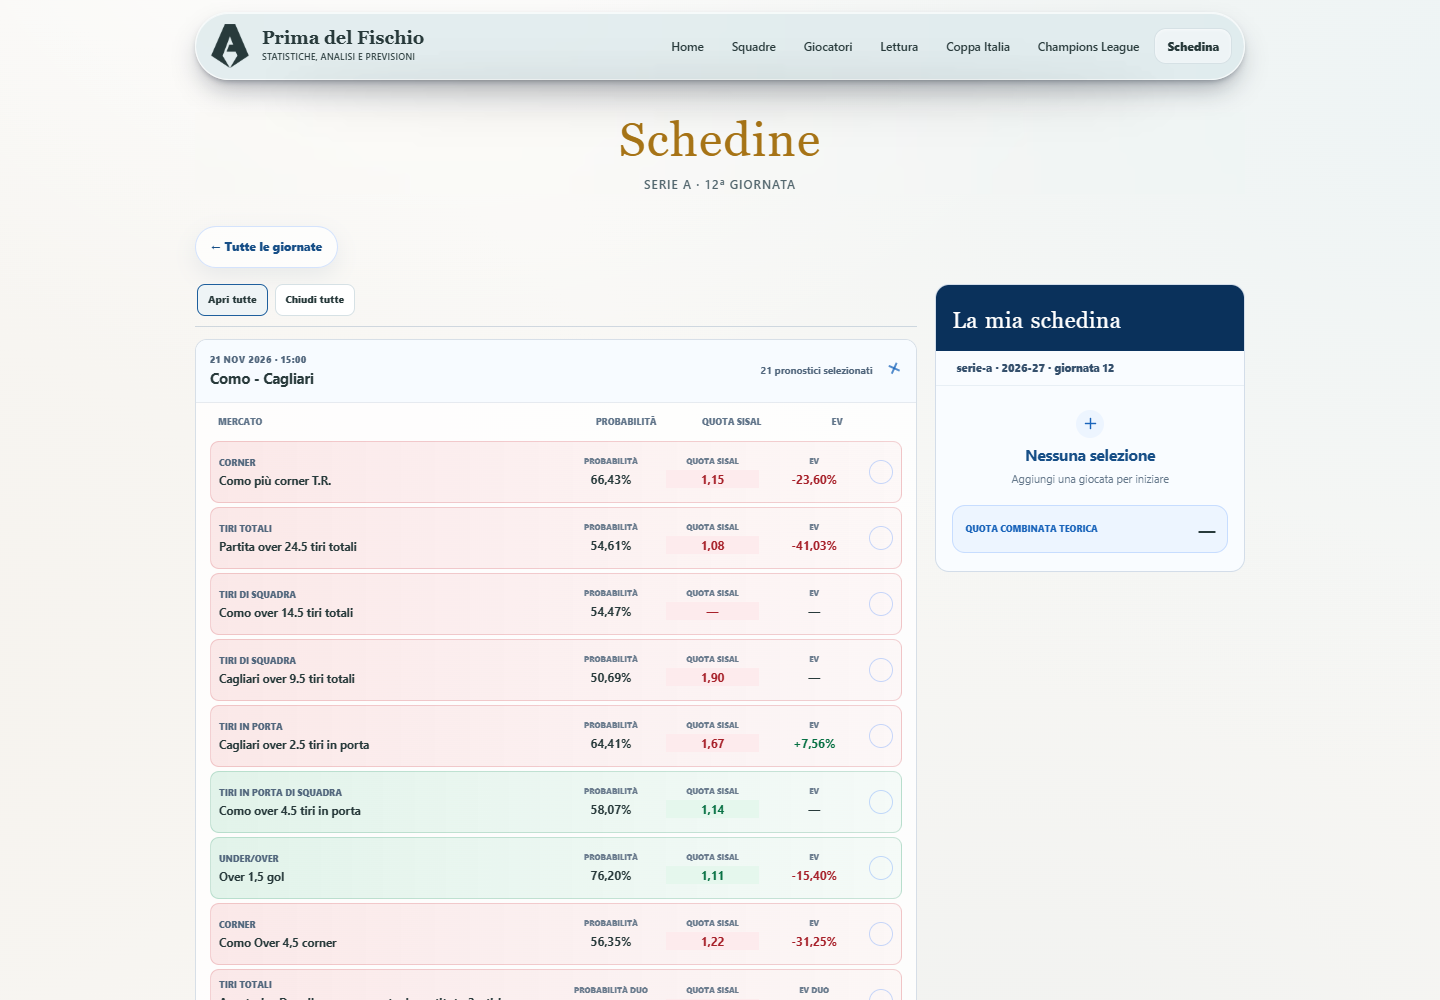 Prima del Fischio
STATISTICHE, ANALISI E PREVISIONI
Home Squadre Giocatori Lettura Coppa Italia Champions League Schedina
Schedine
SERIE A · 12ª GIORNATA
← Tutte le giornate
Apri tutte Chiudi tutte
21 NOV 2026 · 15:00
Como - Cagliari
21 pronostici selezionati
MERCATO PROBABILITÀ QUOTA SISAL EV
CORNER PROBABILITÀ QUOTA SISAL EV
Como più corner T.R. 66,43% 1,15 -23,60%
TIRI TOTALI PROBABILITÀ QUOTA SISAL EV
Partita over 24.5 tiri totali 54,61% 1,08 -41,03%
TIRI DI SQUADRA PROBABILITÀ QUOTA SISAL EV
Como over 14.5 tiri totali 54,47% — —
TIRI DI SQUADRA PROBABILITÀ QUOTA SISAL EV
Cagliari over 9.5 tiri totali 50,69% 1,90 —
TIRI IN PORTA PROBABILITÀ QUOTA SISAL EV
Cagliari over 2.5 tiri in porta 64,41% 1,67 +7,56%
TIRI IN PORTA DI SQUADRA PROBABILITÀ QUOTA SISAL EV
Como over 4.5 tiri in porta 58,07% 1,14 —
UNDER/OVER PROBABILITÀ QUOTA SISAL EV
Over 1,5 gol 76,20% 1,11 -15,40%
CORNER PROBABILITÀ QUOTA SISAL EV
Como Over 4,5 corner 56,35% 1,22 -31,25%
TIRI TOTALI PROBABILITÀ DUO QUOTA SISAL EV DUO
La mia schedina
serie-a · 2026-27 · giornata 12
+
Nessuna selezione
Aggiungi una giocata per iniziare
QUOTA COMBINATA TEORICA —